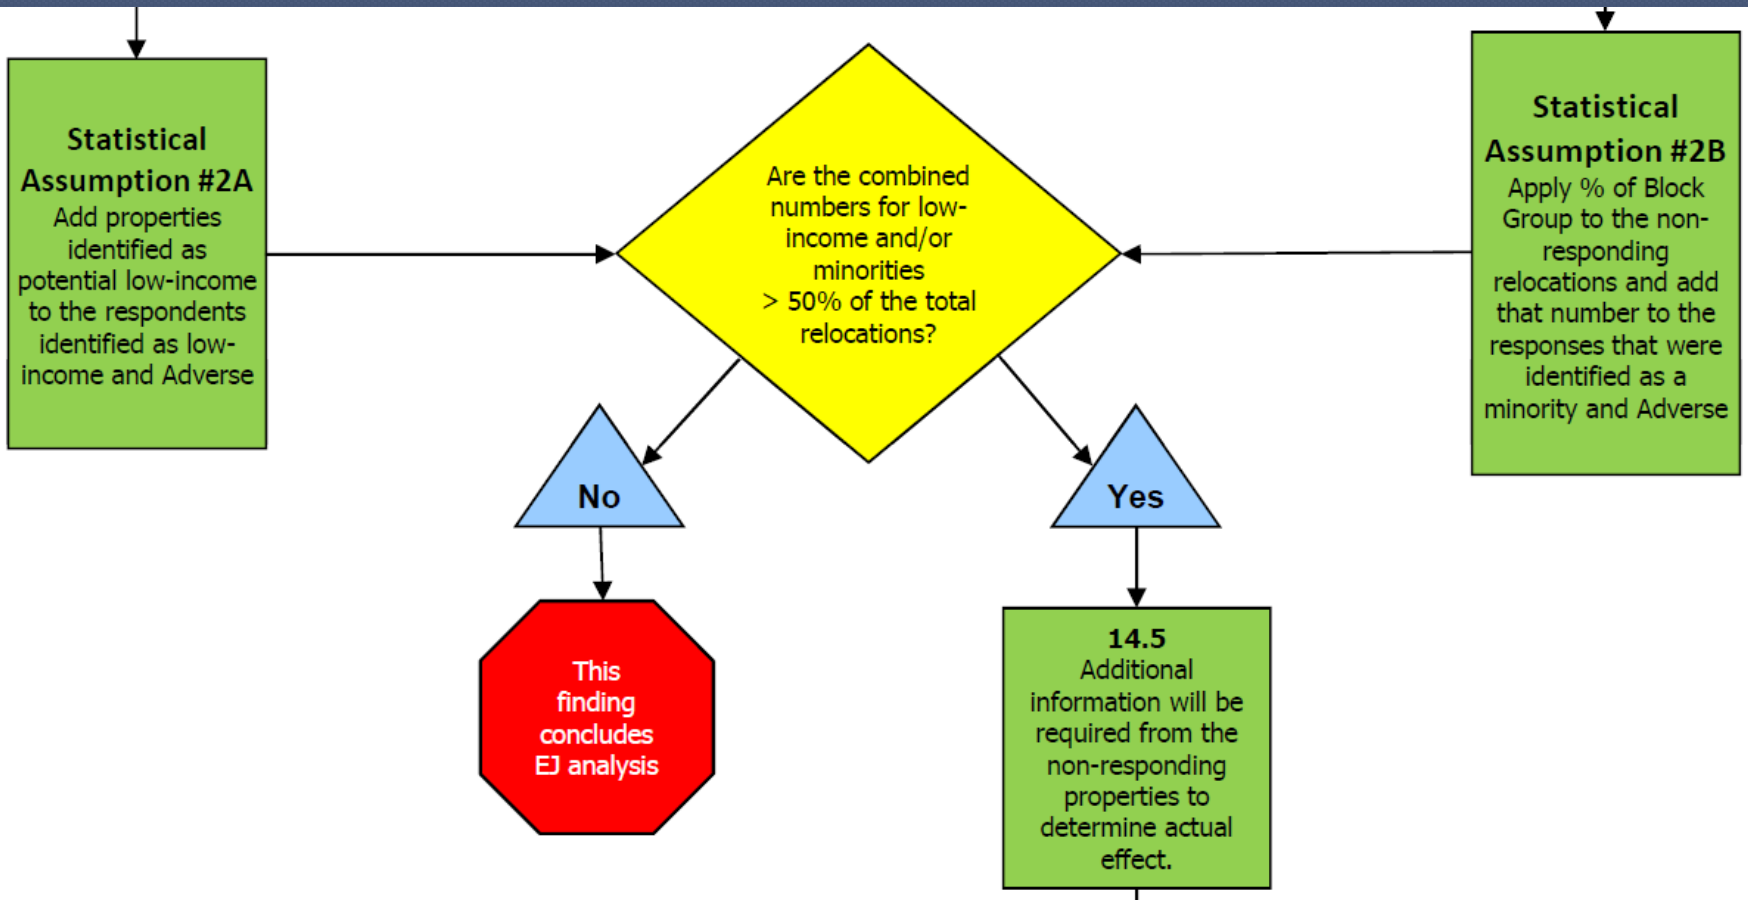 Statistical
Assumption #2A
Add properties
identified as
potential low-income
to the respondents
identified as low-
income and Adverse
Are the combined
numbers for low-
income and/or
minorities
> 50% of the total
relocations?
Statistical
Assumption #2B
Apply % of Block
Group to the non-
responding
relocations and add
that number to the
responses that were
identified as a
minority and Adverse
No
Yes
This
finding
concludes
EJ analysis
14.5
Additional
information will be
required from the
non-responding
properties to
determine actual
effect.